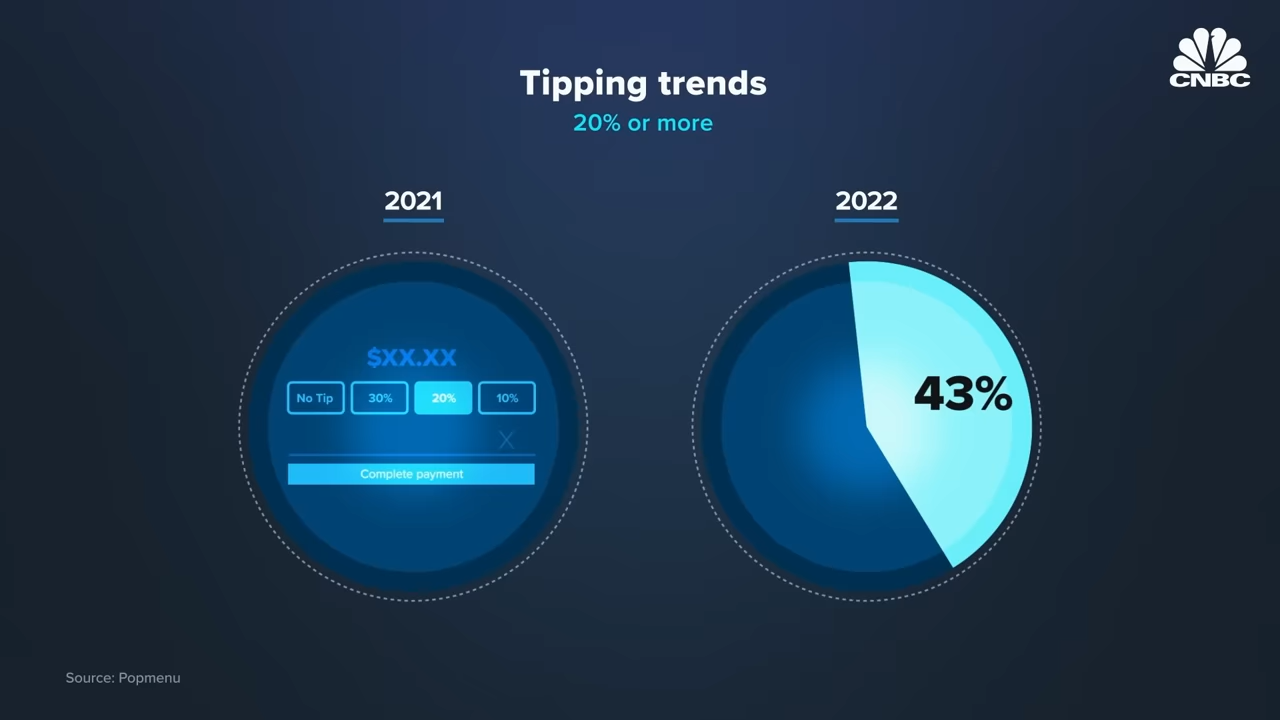 CNBC
Tipping trends
20% or more
2021
2022
$XX.XX
No Tip 30% 20% 10%
X
Complete payment
43%
Source: Popmenu